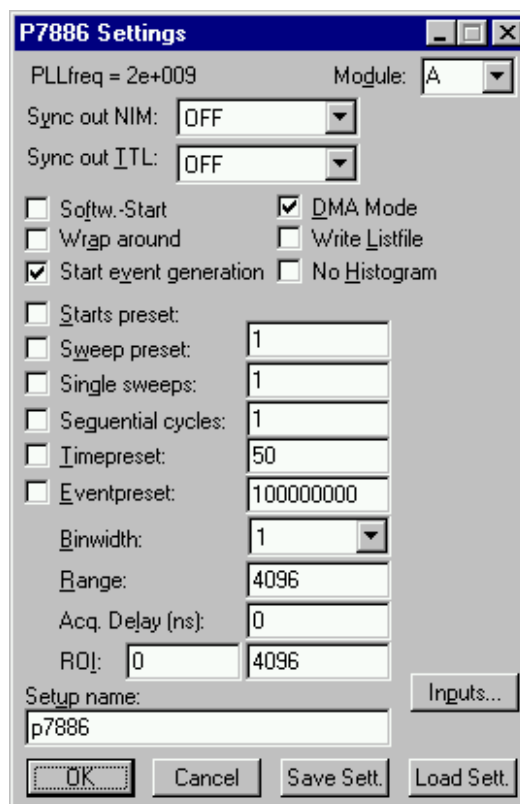 P7886 Settings
PLLfreq = 2e+009 Module: A
Sync out NIM: OFF
Sync out TTL: OFF
Softw.-Start DMA Mode
Wrap around Write Listfile
Start event generation No Histogram
Starts preset:
Sweep preset: 1
Single sweeps: 1
Seguential cycles: 1
Timepreset: 50
Eventpreset: 100000000
Binwidth: 1
Range: 4096
Acq. Delay (ns): 0
ROI: 0 4096
Setup name: Inputs...
p7886
OK Cancel Save Sett. Load Sett.